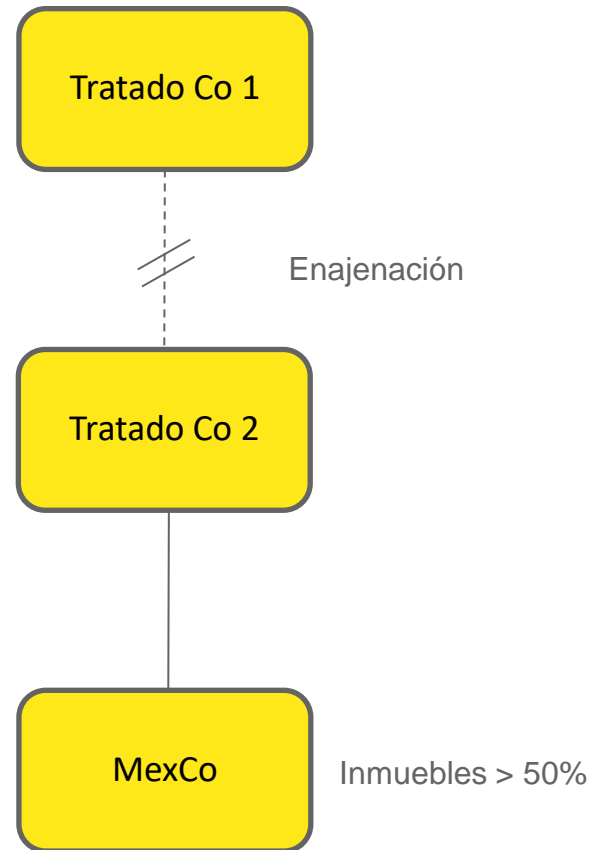 Tratado Co 1
Enajenación
Tratado Co 2
MexCo
Inmuebles > 50%